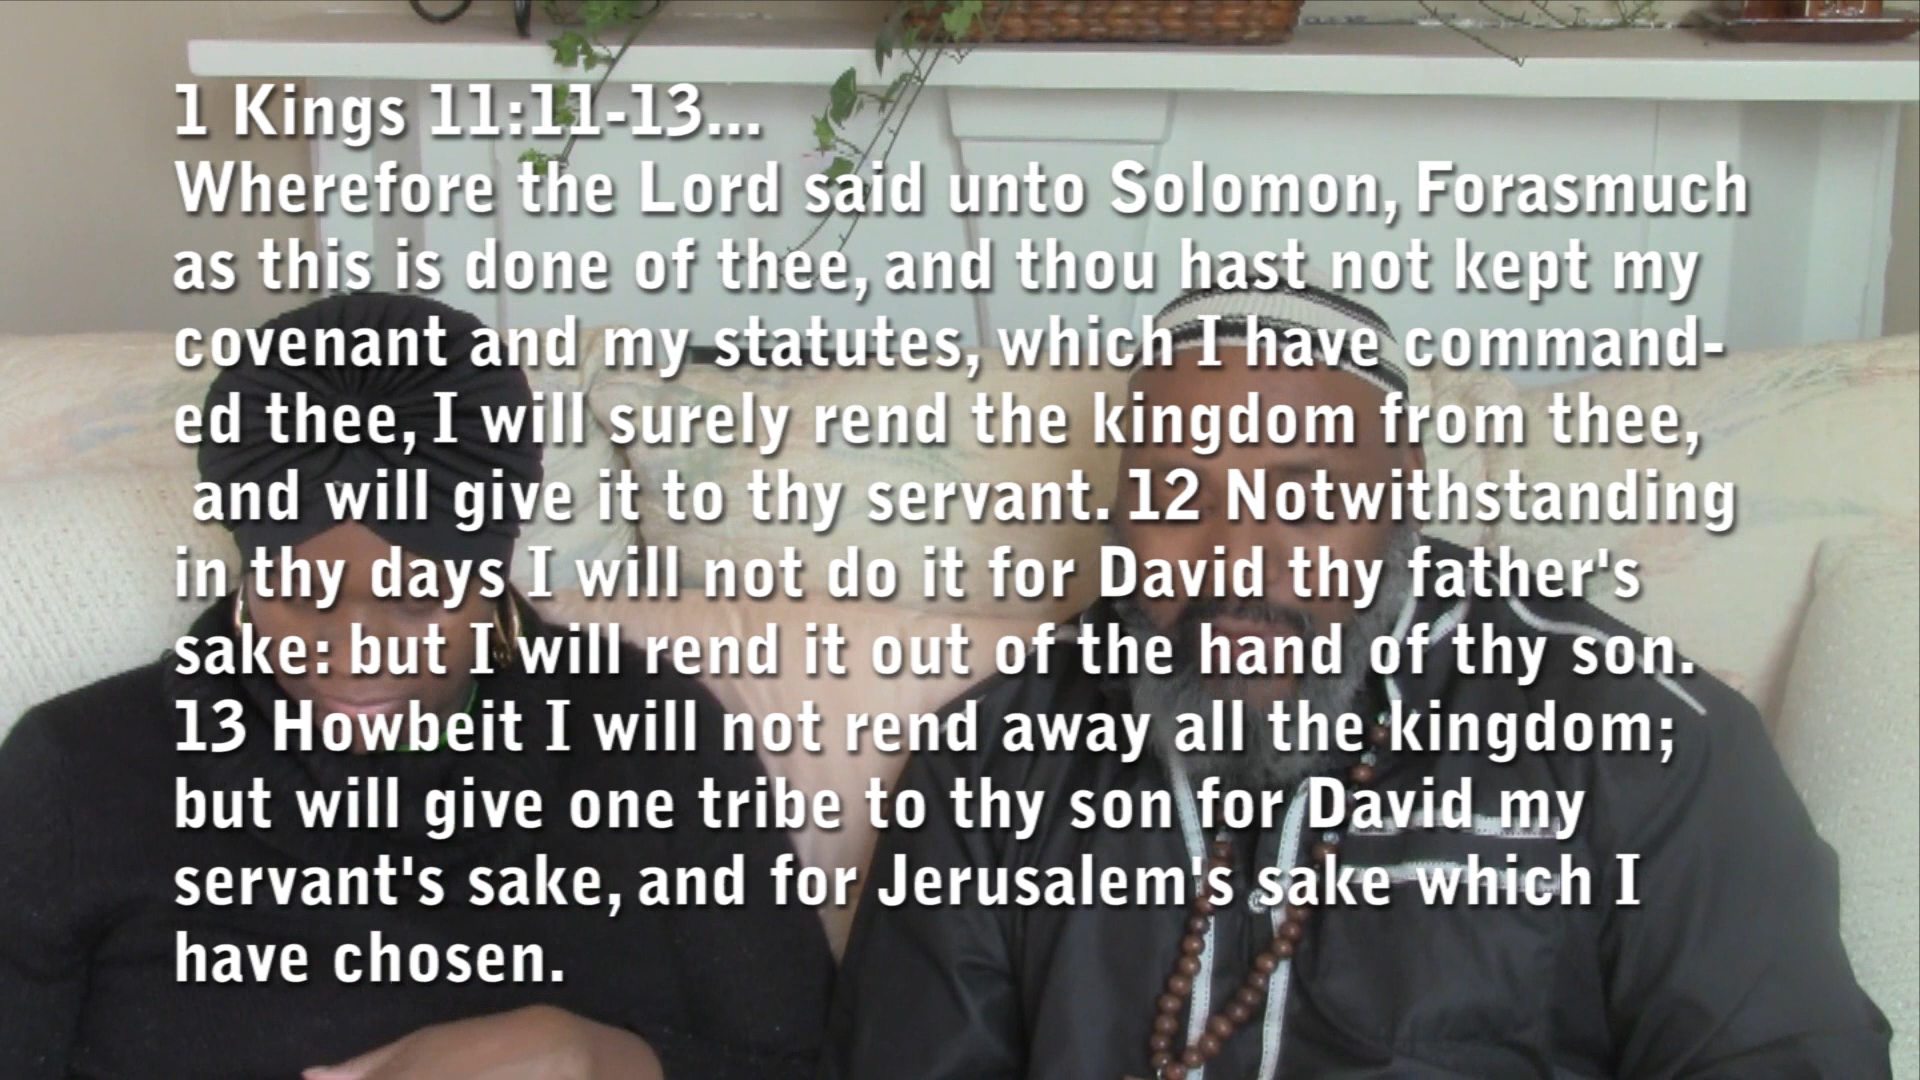 1 Kings 11:11-13...
Wherefore the Lord said unto Solomon, Forasmuch
as this is done of thee, and thou hast not kept my
covenant and my statutes, which I have command-
ed thee, I will surely rend the kingdom from thee,
and will give it to thy servant. 12 Notwithstanding
in thy days I will not do it for David thy father's
sake: but I will rend it out of the hand of thy son.
13 Howbeit I will not rend away all the kingdom;
but will give one tribe to thy son for David my
servant's sake, and for Jerusalem's sake which I
have chosen.